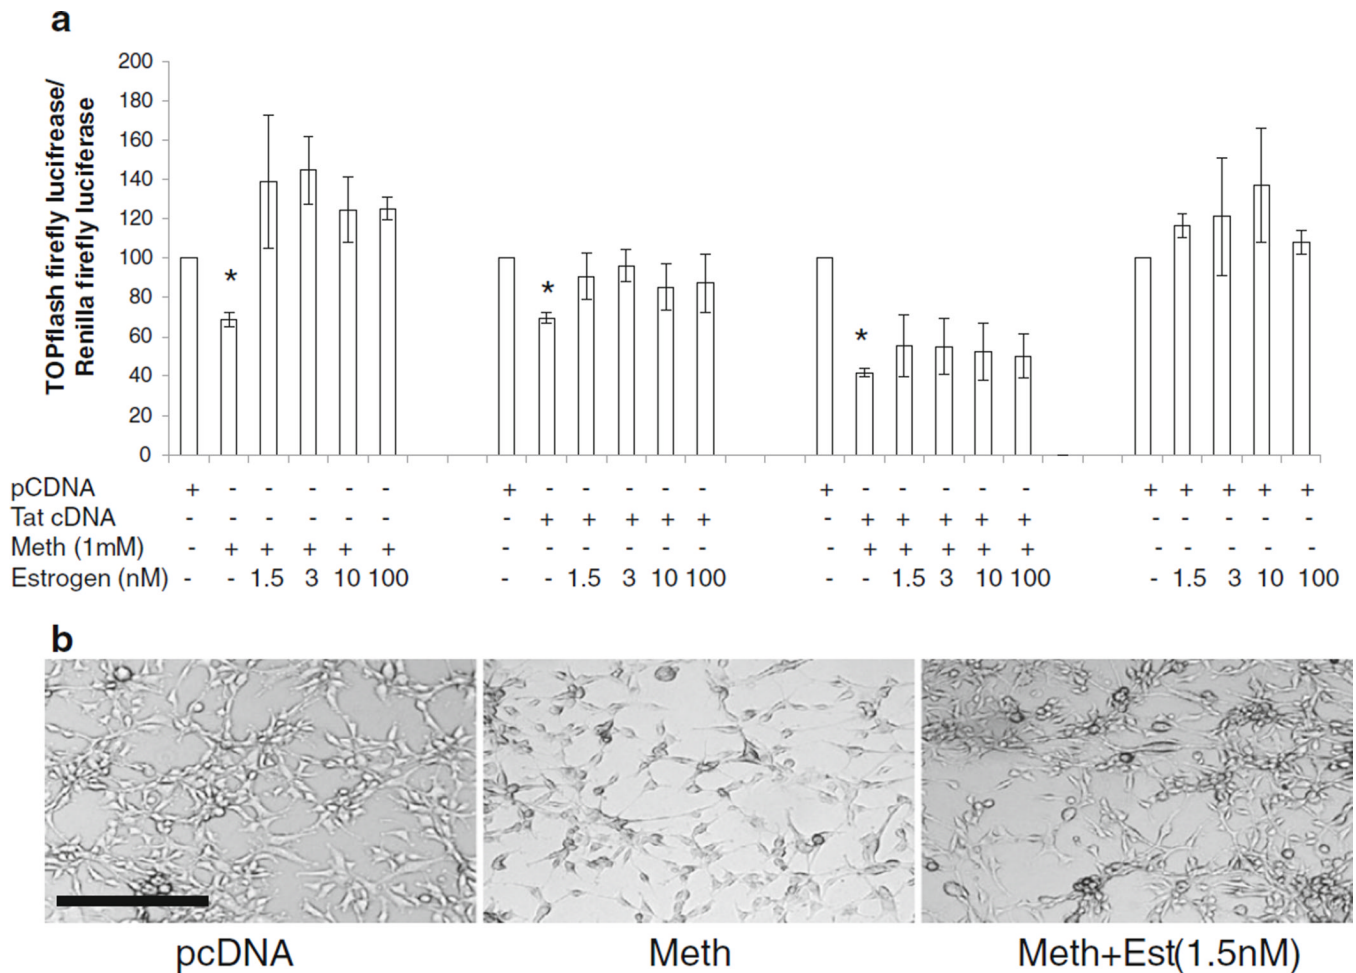 a
TOPflash firefly lucifrease/
Renilla firefly luciferase
200
180
160
140
120
100
80
60
40
20
0
* * *
pCDNA + - - - - - + - - - - - + - - - - - + + + + +
Tat cDNA - - - - - - - + + + + + - + + + + + - - - - -
Meth (1mM) - + + + + + - - - - - - - + + + + + - - - - -
Estrogen (nM) - - 1.5 3 10 100 - - 1.5 3 10 100 - - 1.5 3 10 100 - 1.5 3 10 100
b
pcDNA Meth Meth+Est(1.5nM)